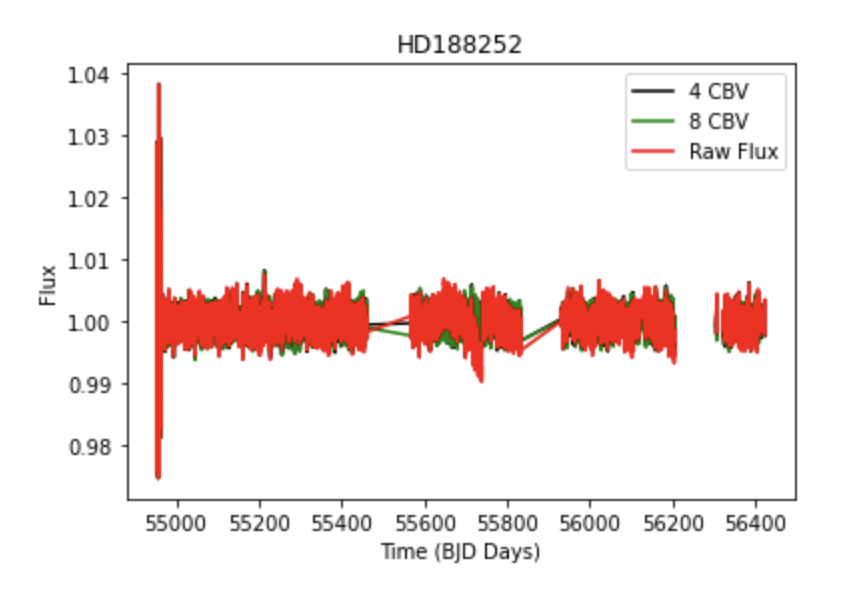 HD188252
4 CBV
8 CBV
Raw Flux
1.04
1.03
1.02
1.01
1.00
0.99
0.98
Flux
55000 55200 55400 55600 55800 56000 56200 56400
Time (BJD Days)